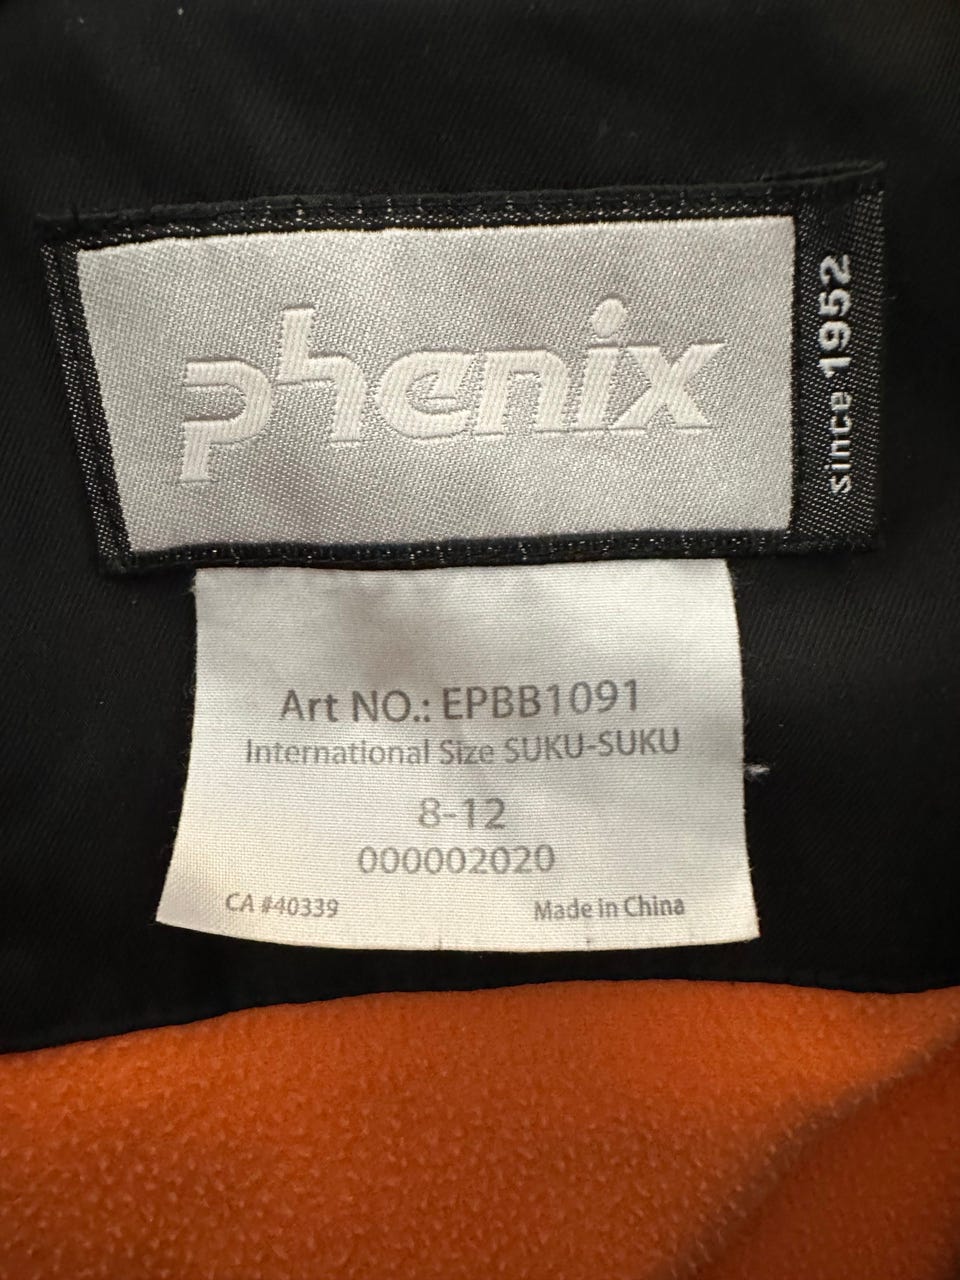 phenix
since 1952
Art NO.: EPBB1091
International Size SUKU-SUKU
8-12
000002020
CA #40339
Made in China